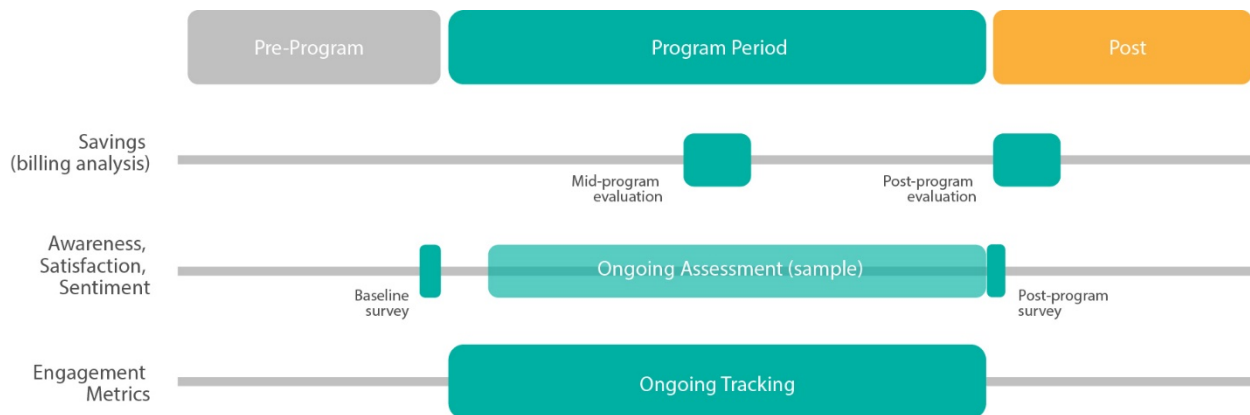 Pre-Program
Program Period
Post
Savings
(billing analysis)
Mid-program
evaluation
Post-program
evaluation
Awareness,
Satisfaction,
Sentiment
Baseline
survey
Ongoing Assessment (sample)
Post-program
survey
Engagement
Metrics
Ongoing Tracking